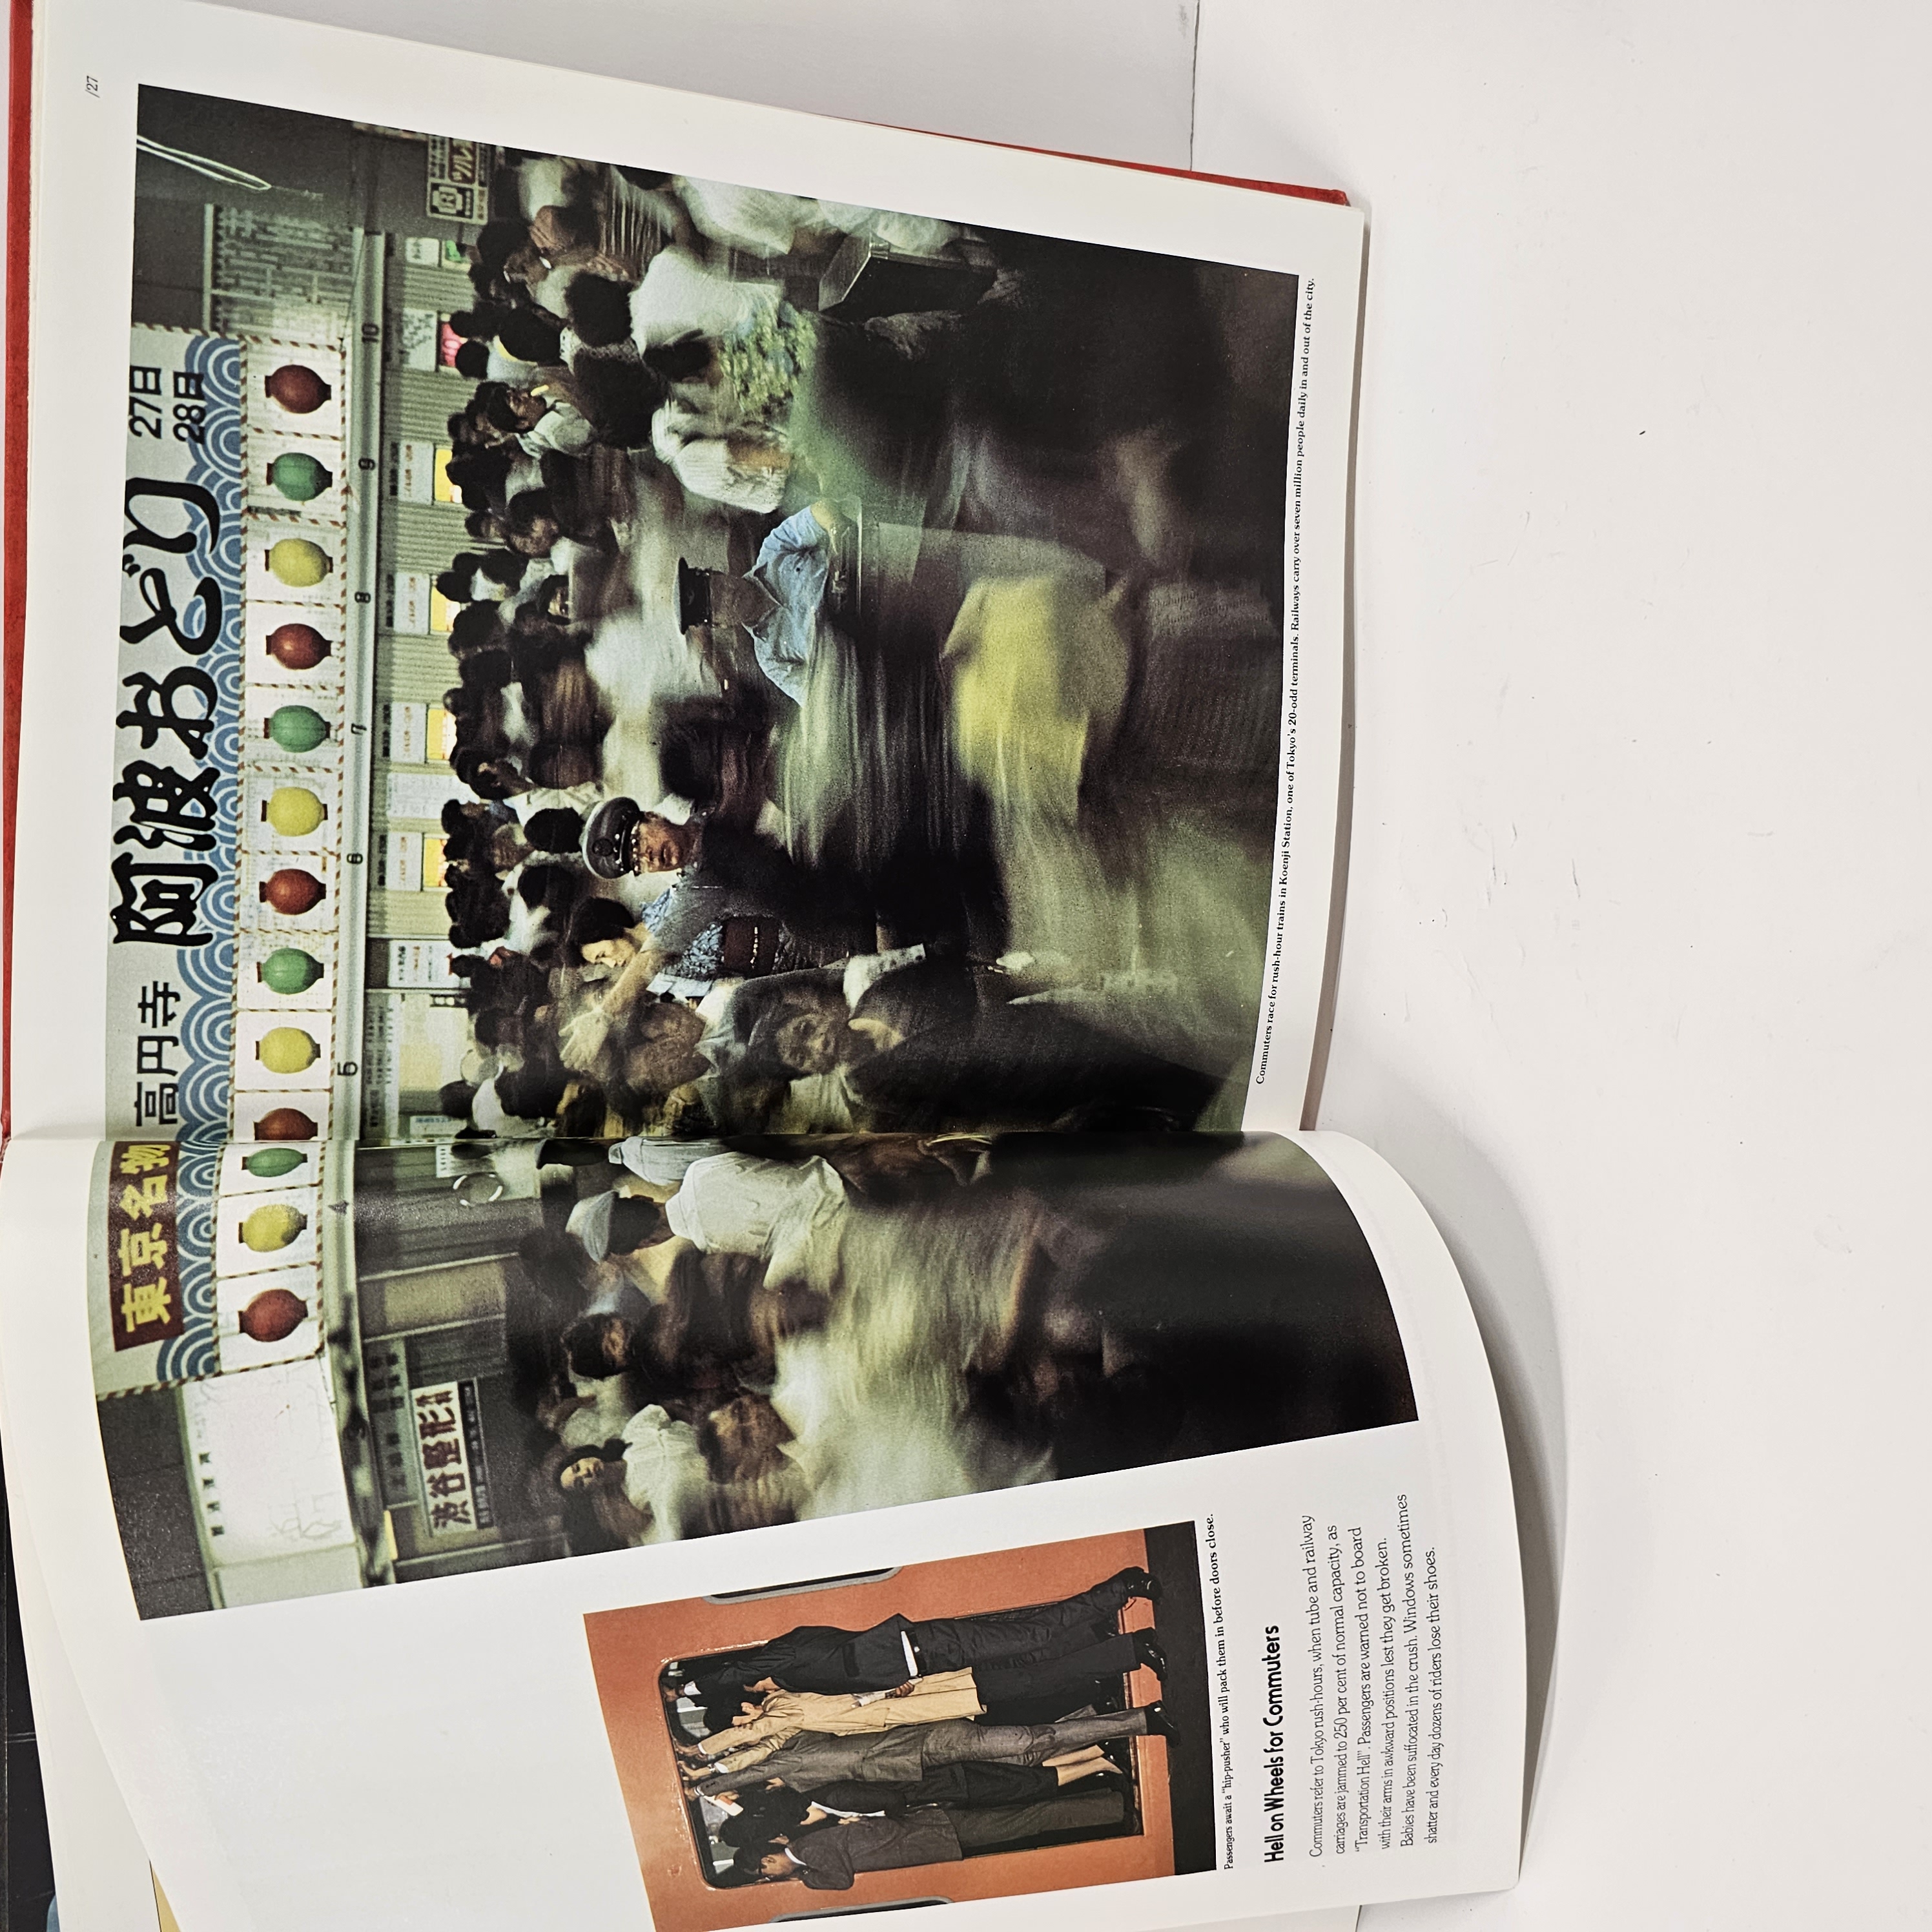 /27
東京名物 高円寺 阿波おどり 27日
28日
4 5 6 7 8 9 10
渋谷整形外科
ツル
Passengers await a "hip-pusher" who will pack them in before doors close.
Hell on Wheels for Commuters
Commuters refer to Tokyo rush-hours, when tube and railway
carriages are jammed to 250 per cent of normal capacity, as
"Transportation Hell". Passengers are warned not to board
with their arms in awkward positions lest they get broken.
Babies have been suffocated in the crush. Windows sometimes
shatter and every day dozens of riders lose their shoes.
Commuters race for rush-hour trains in Koenji Station, one of Tokyo's 20-odd terminals. Railways carry over seven million people daily in and out of the city.